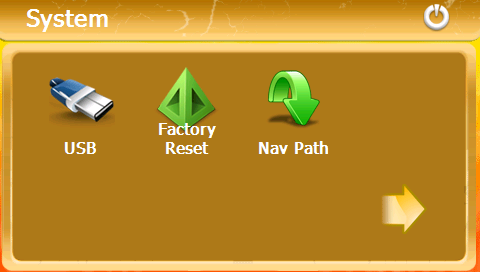 System
USB
Factory
Reset
Nav Path